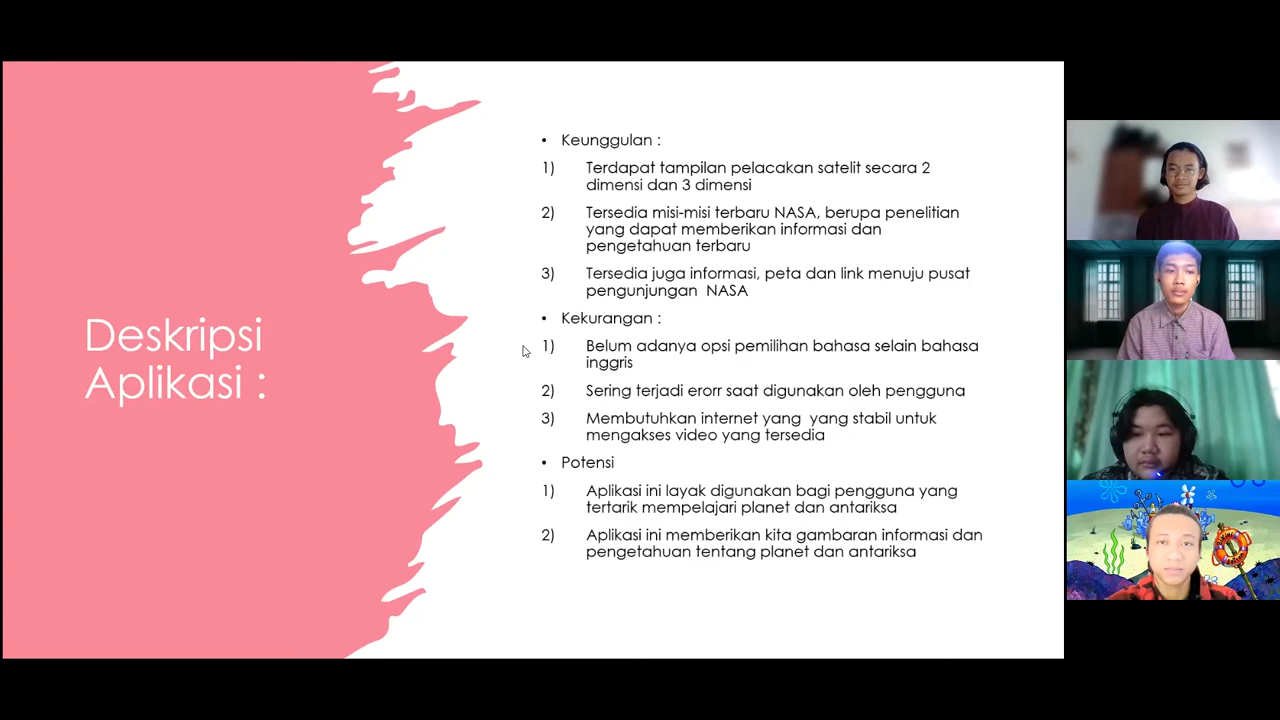 Deskripsi
Aplikasi :
• Keunggulan :
1) Terdapat tampilan pelacakan satelit secara 2
dimensi dan 3 dimensi
2) Tersedia misi-misi terbaru NASA, berupa penelitian
yang dapat memberikan informasi dan
pengetahuan terbaru
3) Tersedia juga informasi, peta dan link menuju pusat
pengunjungan  NASA
• Kekurangan :
1) Belum adanya opsi pemilihan bahasa selain bahasa
inggris
2) Sering terjadi erorr saat digunakan oleh pengguna
3) Membutuhkan internet yang  yang stabil untuk
mengakses video yang tersedia
• Potensi
1) Aplikasi ini layak digunakan bagi pengguna yang
tertarik mempelajari planet dan antariksa
2) Aplikasi ini memberikan kita gambaran informasi dan
pengetahuan tentang planet dan antariksa